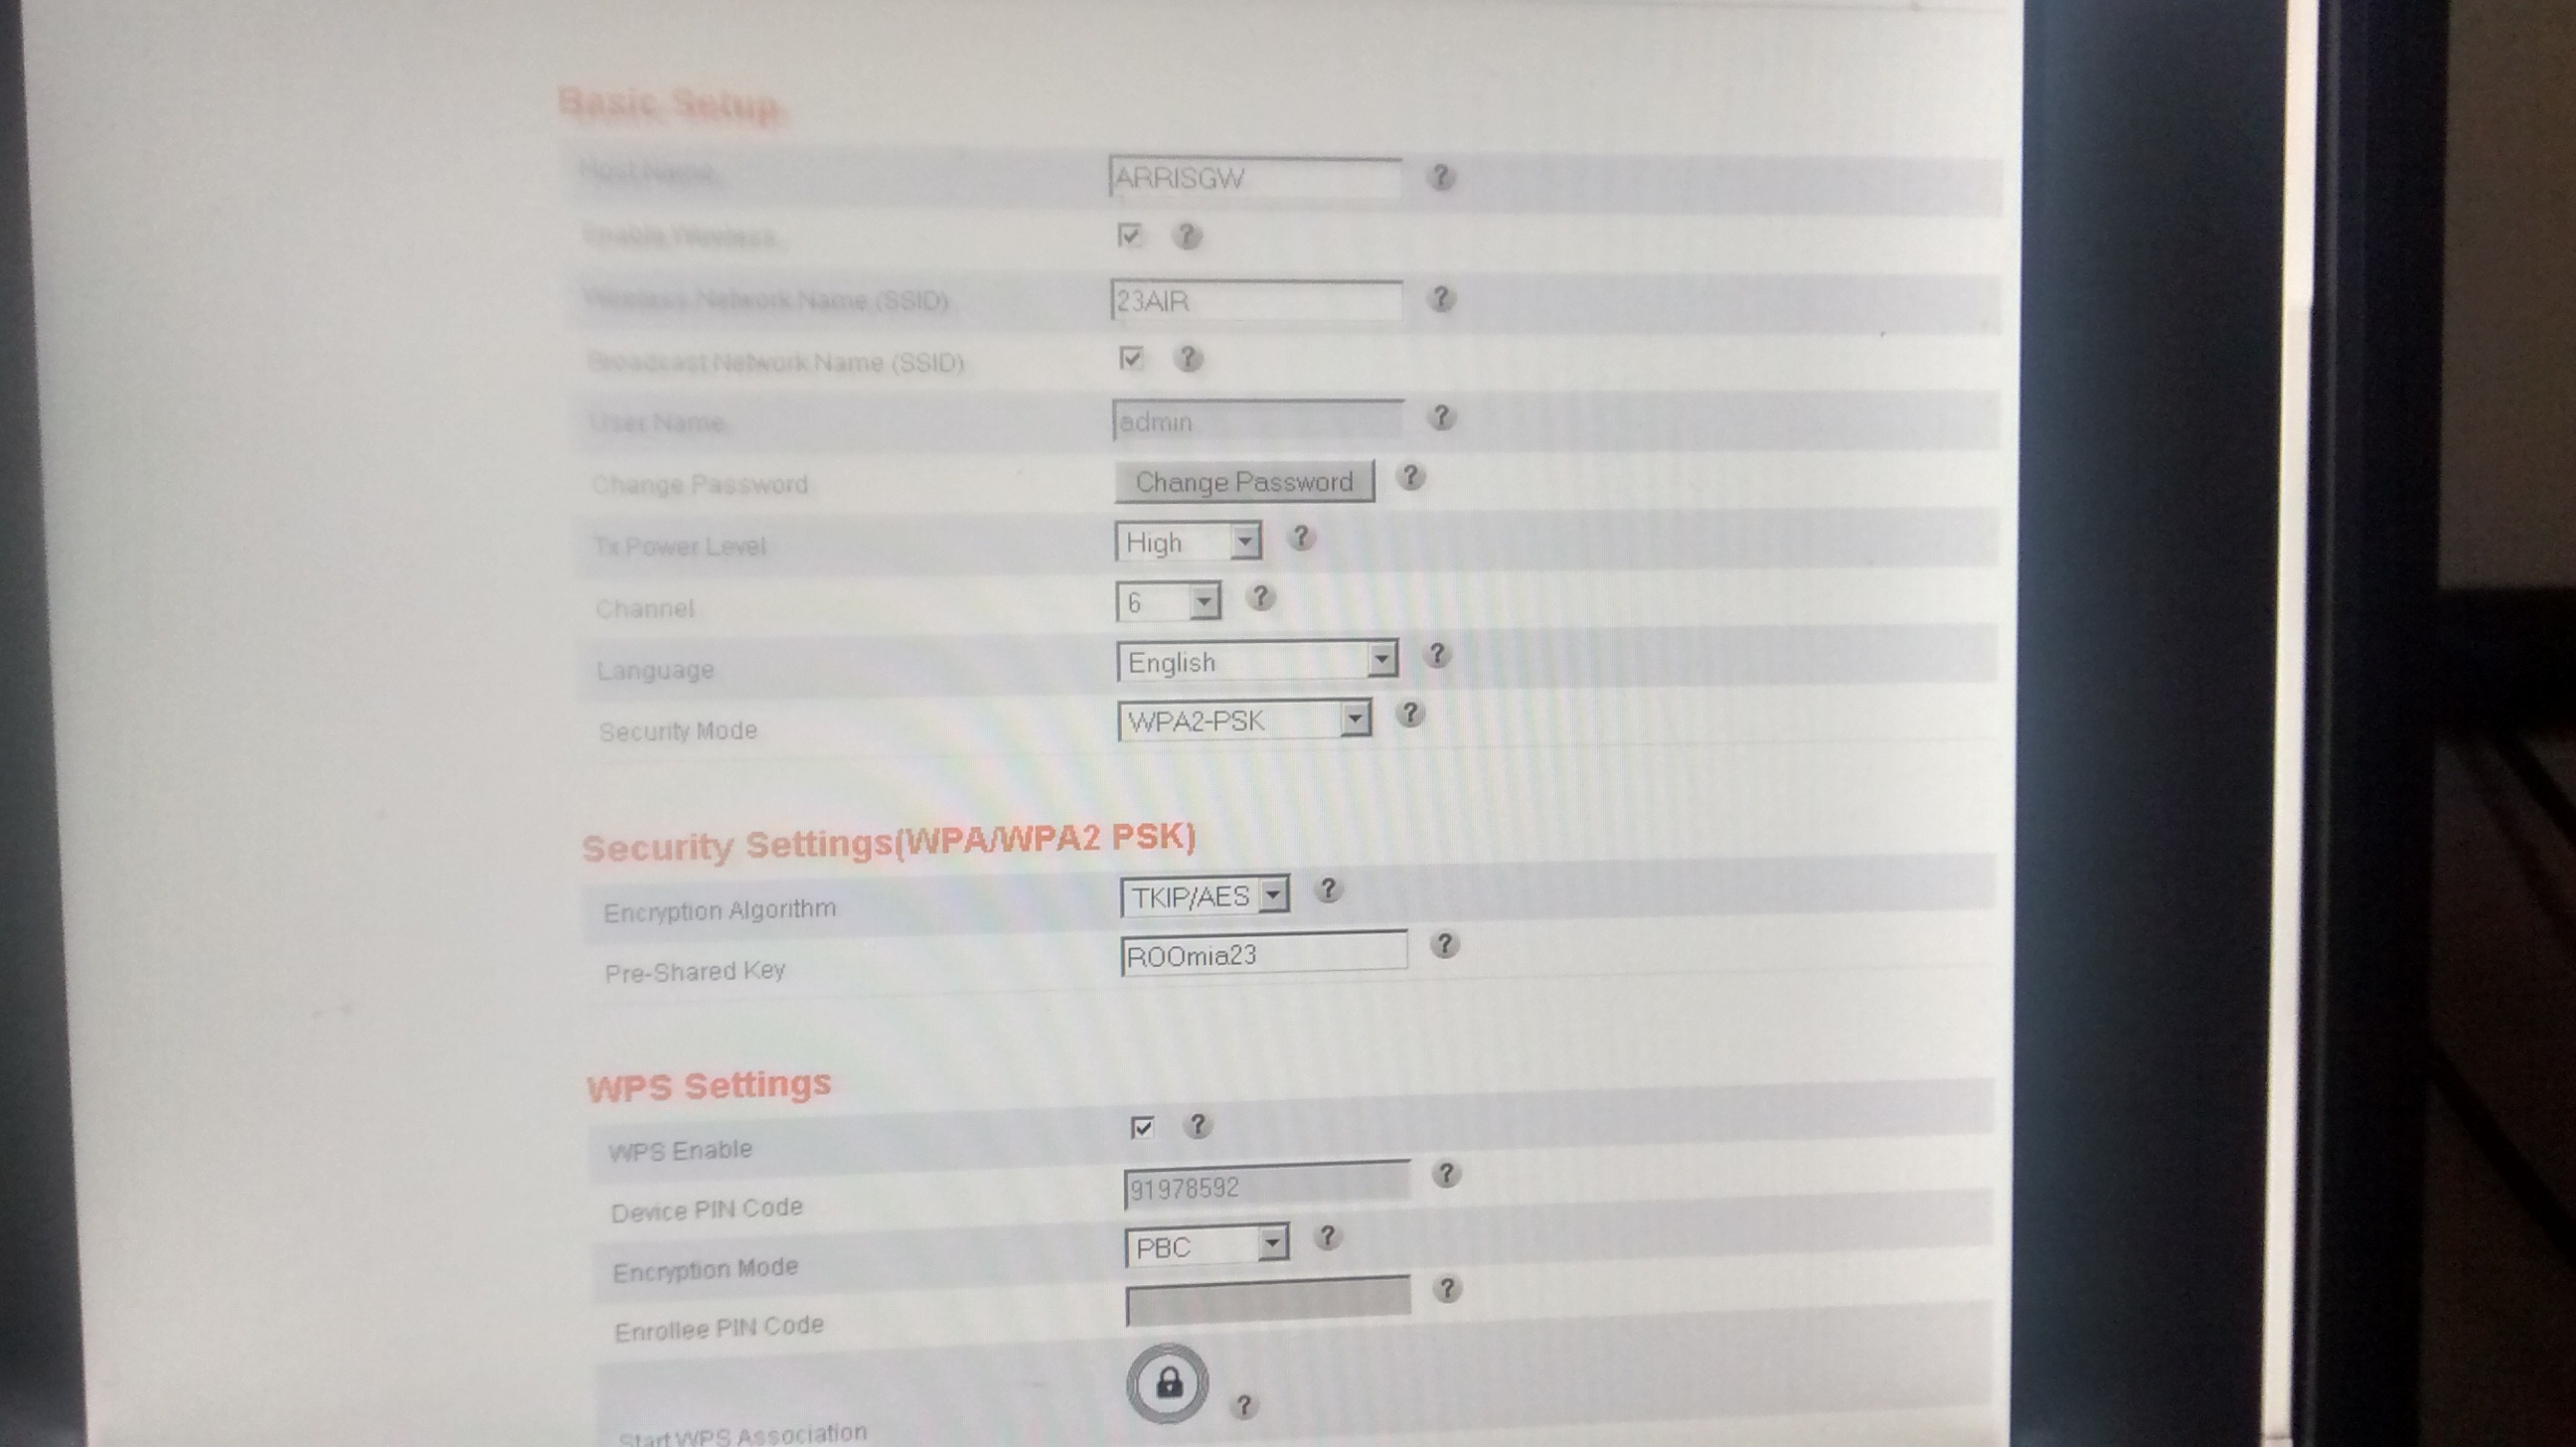 Basic Setup
Host Name ARRISGW ?
Enable Wireless ?
Wireless Network Name (SSID) 23AIR ?
Broadcast Network Name (SSID) ?
User Name admin ?
Change Password Change Password ?
Tx Power Level High ?
Channel 6 ?
Language English ?
Security Mode WPA2-PSK ?
Security Settings(WPA/WPA2 PSK)
Encryption Algorithm TKIP/AES ?
Pre-Shared Key ROOmia23 ?
WPS Settings
WPS Enable ?
Device PIN Code 91978592 ?
Encryption Mode PBC ?
Enrollee PIN Code ?
Start WPS Association ?